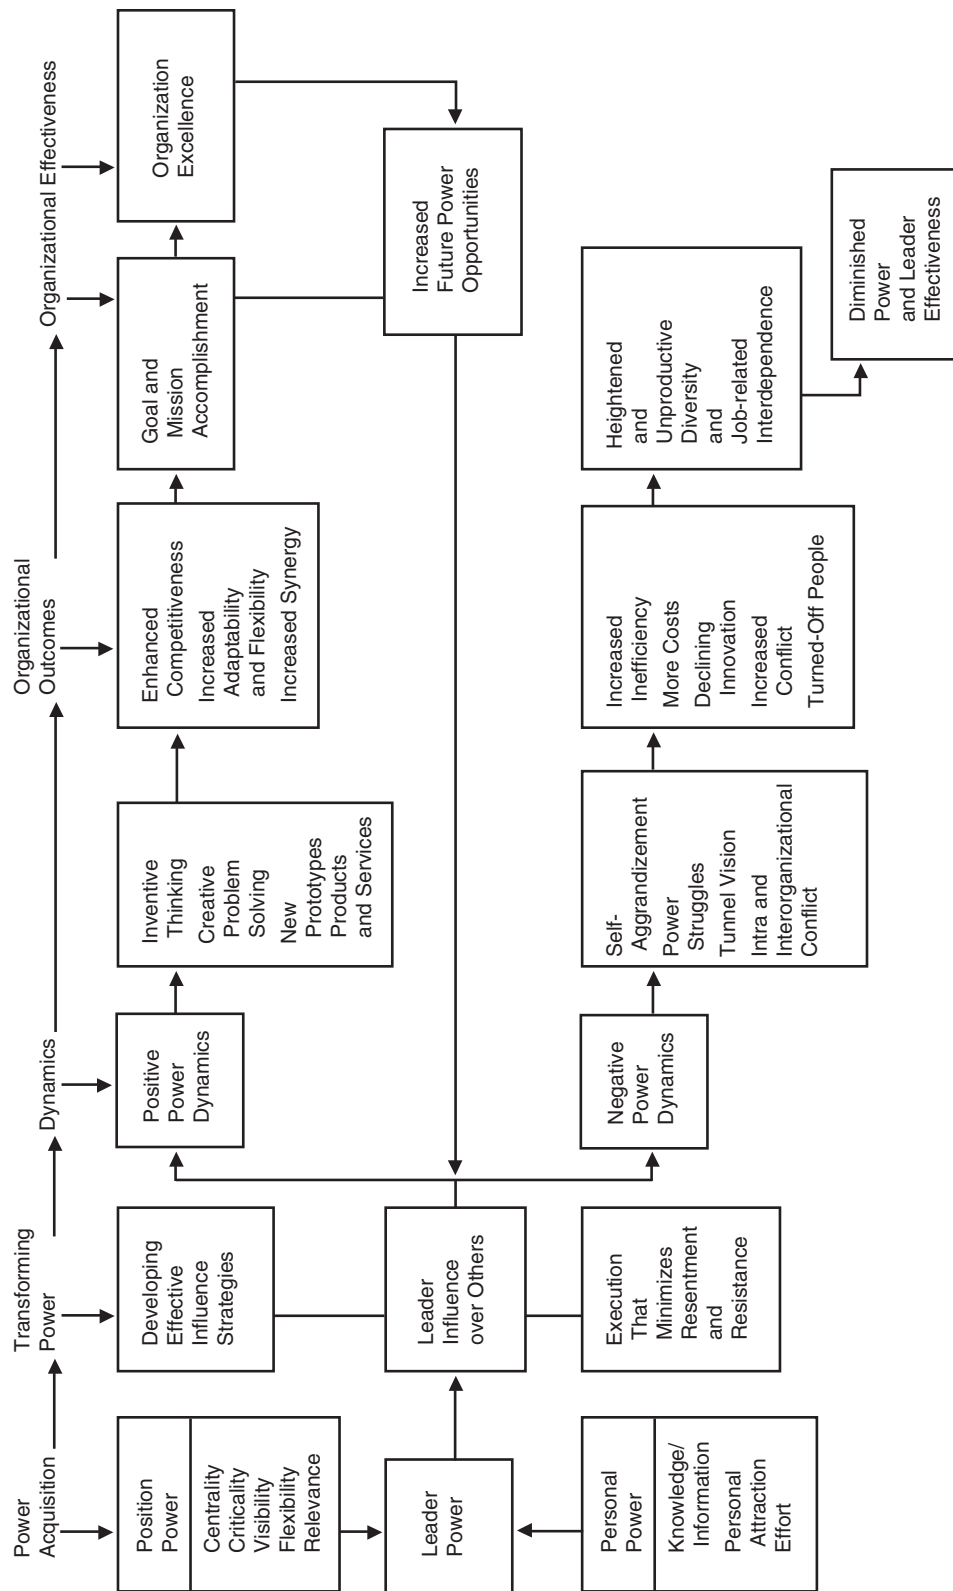 Power
Acquisition
Transforming
Power
Dynamics
Organizational
Outcomes
Organizational Effectiveness
Position
Power
Centrality
Criticality
Visibility
Flexibility
Relevance
Developing
Effective
Influence
Strategies
Positive
Power
Dynamics
Inventive
Thinking
Creative
Problem
Solving
New
Prototypes
Products
and Services
Enhanced
Competitiveness
Increased
Adaptability
and Flexibility
Increased Synergy
Goal and
Mission
Accomplishment
Organization
Excellence
Leader
Power
Leader
Influence
over Others
Increased
Future Power
Opportunities
Personal
Power
Knowledge/
Information
Personal
Attraction
Effort
Execution
That
Minimizes
Resentment
and
Resistance
Negative
Power
Dynamics
Self-
Aggrandizement
Power
Struggles
Tunnel Vision
Intra and
Interorganizational
Conflict
Increased
Inefficiency
More Costs
Declining
Innovation
Increased
Conflict
Turned-Off People
Heightened
and
Unproductive
Diversity
and
Job-related
Interdependence
Diminished
Power
and Leader
Effectiveness